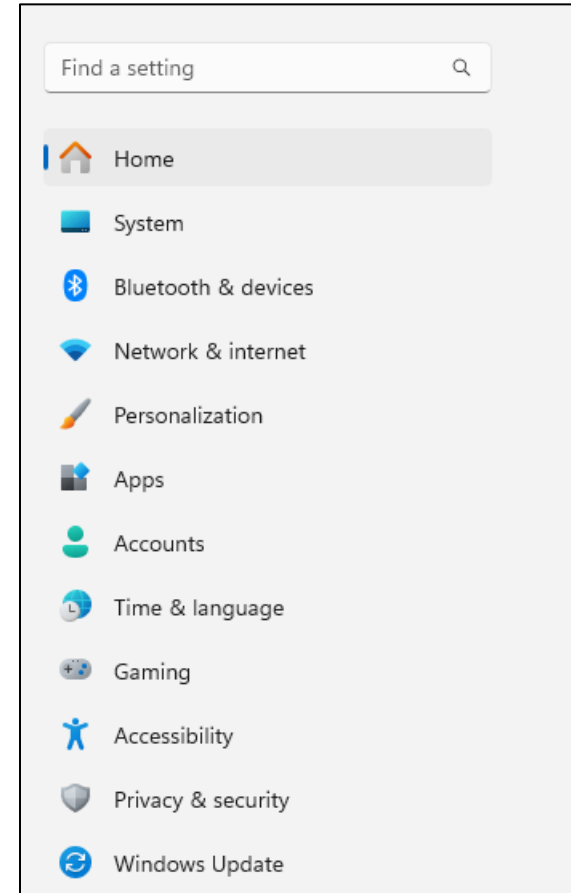 Find a setting
Home
System
Bluetooth & devices
Network & internet
Personalization
Apps
Accounts
Time & language
Gaming
Accessibility
Privacy & security
Windows Update